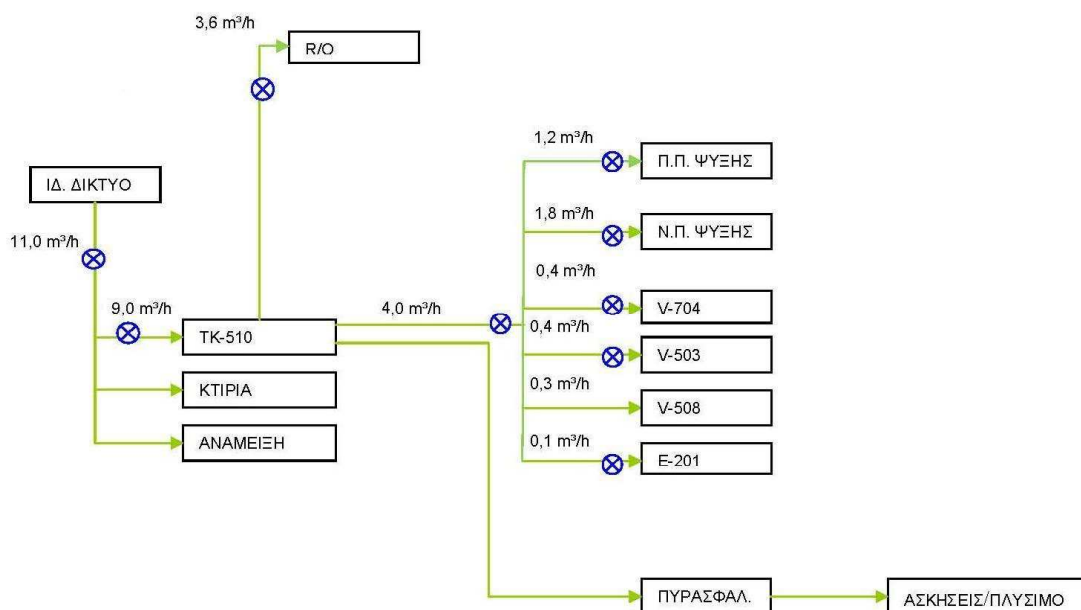 3,6 m³/h
R/O
1,2 m³/h
Π.Π. ΨΥΞΗΣ
ΙΔ. ΔΙΚΤΥΟ
1,8 m³/h
Ν.Π. ΨΥΞΗΣ
11,0 m³/h
0,4 m³/h
9,0 m³/h
4,0 m³/h
V-704
TK-510
0,4 m³/h
V-503
ΚΤΙΡΙΑ
0,3 m³/h
V-508
ΑΝΑΜΕΙΞΗ
0,1 m³/h
E-201
ΠΥΡΑΣΦΑΛ.
ΑΣΚΗΣΕΙΣ/ΠΛΥΣΙΜΟ